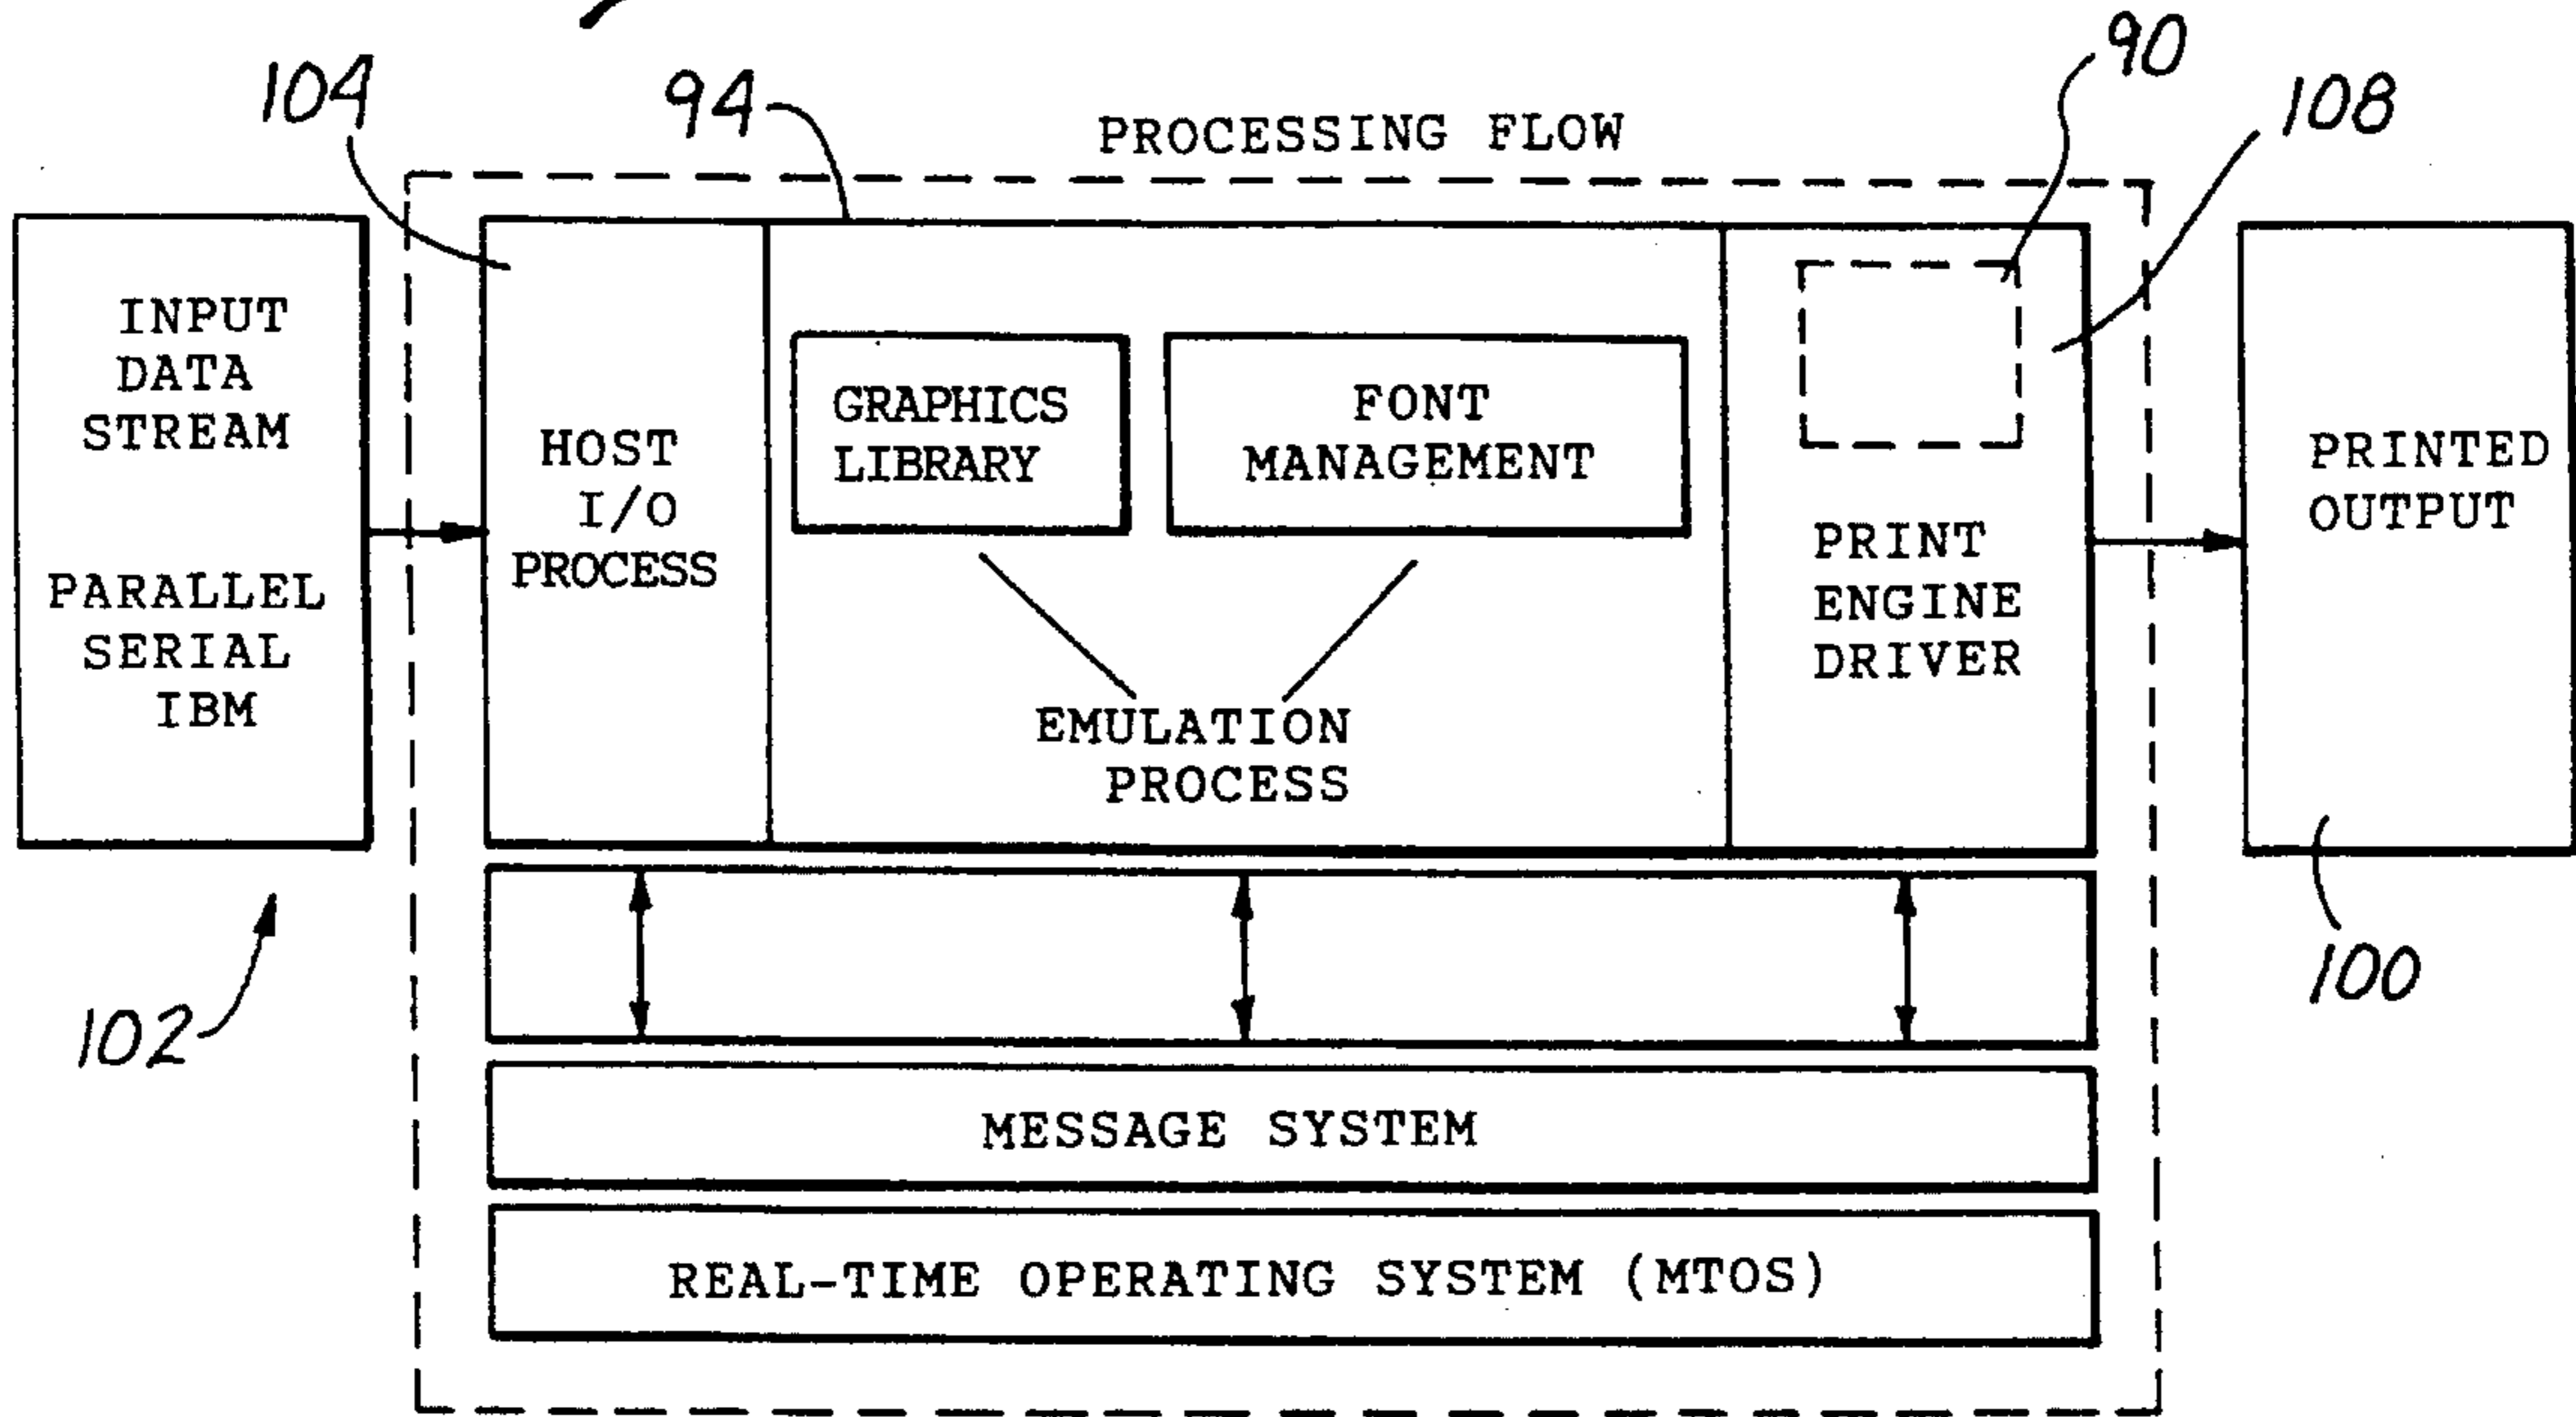 104
94
PROCESSING FLOW
90
108
INPUT
DATA
STREAM
PARALLEL
SERIAL
IBM
102
HOST
I/O
PROCESS
GRAPHICS
LIBRARY
FONT
MANAGEMENT
EMULATION
PROCESS
PRINT
ENGINE
DRIVER
PRINTED
OUTPUT
100
MESSAGE SYSTEM
REAL-TIME OPERATING SYSTEM (MTOS)